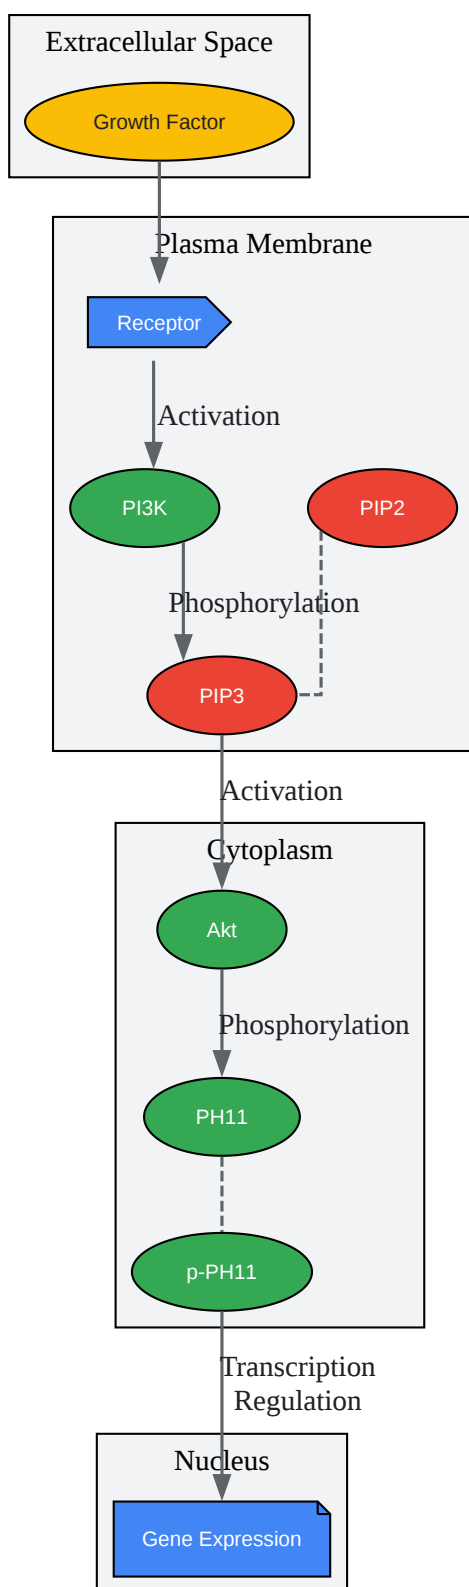 Extracellular Space
Growth Factor
Plasma Membrane
Receptor
Activation
PI3K
PIP2
Phosphorylation
PIP3
Activation
Cytoplasm
Akt
Phosphorylation
PH11
p-PH11
Transcription
Regulation
Nucleus
Gene Expression